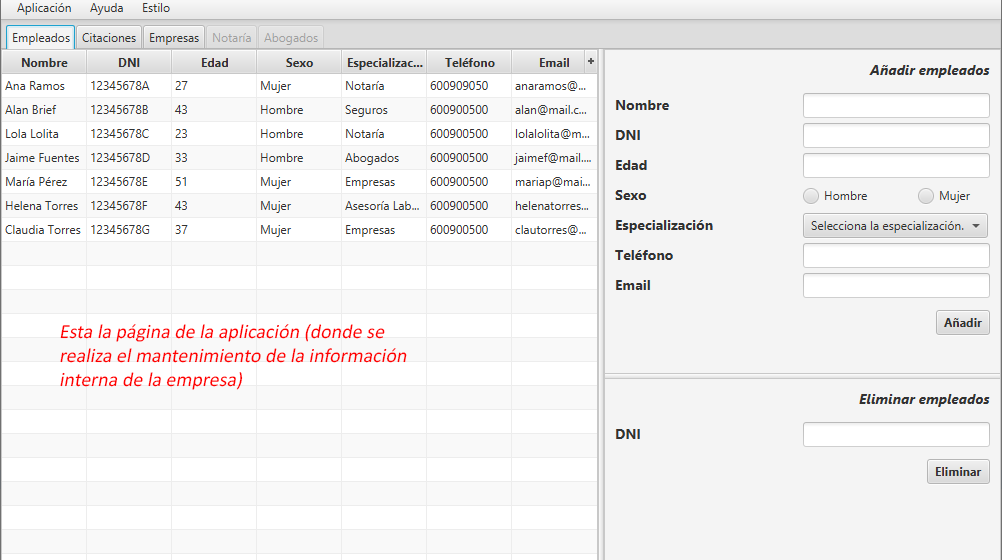 Aplicación Ayuda Estilo
Empleados Citaciones Empresas Notaría Abogados
Nombre DNI Edad Sexo Especializac... Teléfono Email +
Ana Ramos 12345678A 27 Mujer Notaría 600909050 anaramos@...
Alan Brief 12345678B 43 Hombre Seguros 600900500 alan@mail.c...
Lola Lolita 12345678C 23 Hombre Notaría 600900500 lolalolita@m...
Jaime Fuentes 12345678D 33 Hombre Abogados 600900500 jaimef@mail....
María Pérez 12345678E 51 Mujer Empresas 600900500 mariap@mai...
Helena Torres 12345678F 43 Mujer Asesoría Lab... 600900500 helenatorres...
Claudia Torres 12345678G 37 Mujer Empresas 600900500 clautorres@...
Esta la página de la aplicación (donde se
realiza el mantenimiento de la información
interna de la empresa)
Añadir empleados
Nombre
DNI
Edad
Sexo Hombre Mujer
Especialización Selecciona la especialización.
Teléfono
Email
Añadir
Eliminar empleados
DNI
Eliminar